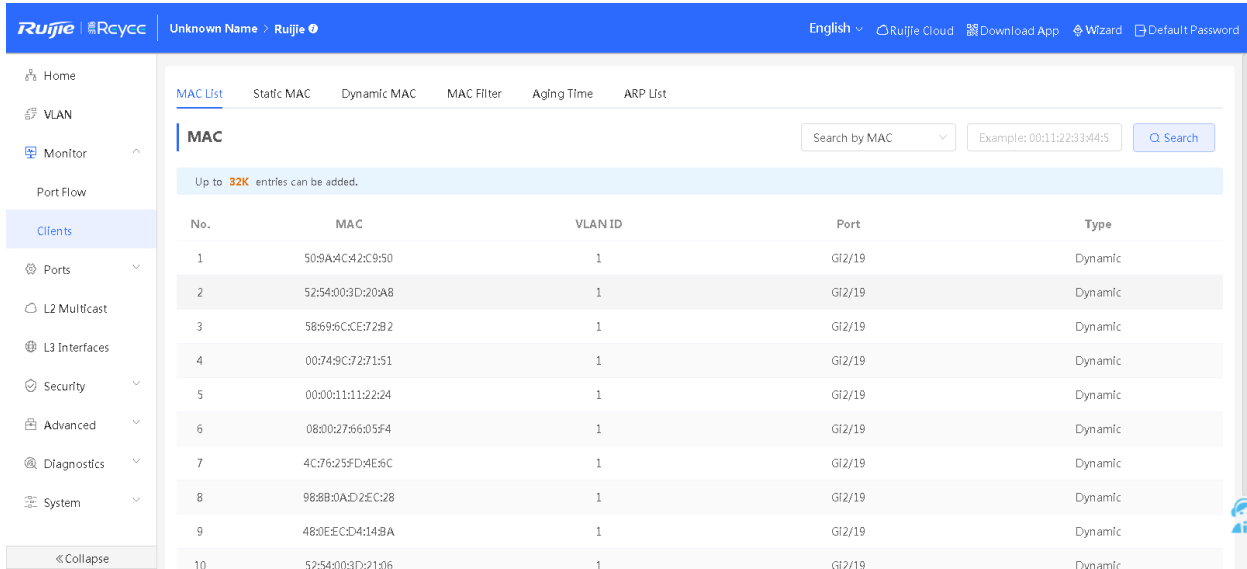 Ruijie | Rcycc Unknown Name > Ruijie English Ruijie Cloud Download App Wizard Default Password
Home
VLAN
Monitor
Port Flow
Clients
Ports
L2 Multicast
L3 Interfaces
Security
Advanced
Diagnostics
System
«Collapse
MAC List Static MAC Dynamic MAC MAC Filter Aging Time ARP List
MAC Search by MAC Example: 00:11:22:33:44:5 Search
Up to 32K entries can be added.
No. MAC VLAN ID Port Type
1 50:9A:4C:42:C9:50 1 Gi2/19 Dynamic
2 52:54:00:3D:20:A8 1 Gi2/19 Dynamic
3 58:69:6C:CE:72:B2 1 Gi2/19 Dynamic
4 00:74:9C:72:71:51 1 Gi2/19 Dynamic
5 00:00:11:11:22:24 1 Gi2/19 Dynamic
6 08:00:27:66:05:F4 1 Gi2/19 Dynamic
7 4C:76:25:FD:4E:6C 1 Gi2/19 Dynamic
8 98:8B:0A:D2:EC:28 1 Gi2/19 Dynamic
9 48:0E:EC:D4:14:BA 1 Gi2/19 Dynamic
10 52:54:00:3D:21:06 1 Gi2/19 Dynamic